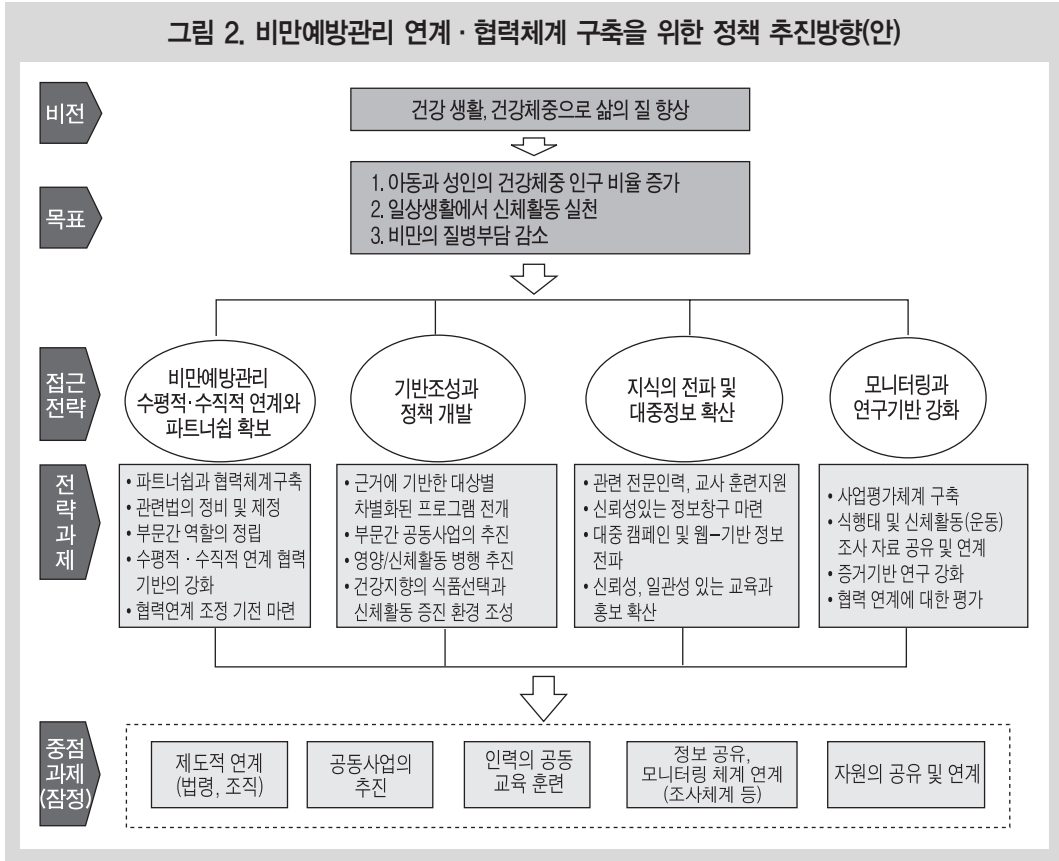 그림 2. 비만예방관리 연계·협력체계 구축을 위한 정책 추진방향(안)
비전
건강 생활, 건강체중으로 삶의 질 향상
목표
1. 아동과 성인의 건강체중 인구 비율 증가
2. 일상생활에서 신체활동 실천
3. 비만의 질병부담 감소
접근
전략
비만예방관리
수평적·수직적 연계와
파트너쉽 확보
기반조성과
정책 개발
지식의 전파 및
대중정보 확산
모니터링과
연구기반 강화
전
략
과
제
• 파트너쉽과 협력체계구축
• 관련법의 정비 및 제정
• 부문간 역할의 정립
• 수평적·수직적 연계 협력
기반의 강화
• 협력연계 조정 기전 마련
• 근거에 기반한 대상별
차별화된 프로그램 전개
• 부문간 공동사업의 추진
• 영양/신체활동 병행 추진
• 건강지향의 식품선택과
신체활동 증진 환경 조성
• 관련 전문인력, 교사 훈련지원
• 신뢰성있는 정보창구 마련
• 대중 캠페인 및 웹-기반 정보
전파
• 신뢰성, 일관성 있는 교육과
홍보 확산
• 사업평가체계 구축
• 식행태 및 신체활동(운동)
조사 자료 공유 및 연계
• 증거기반 연구 강화
• 협력 연계에 대한 평가
중점
과제
(잠정)
제도적 연계
(법령, 조직)
공동사업의
추진
인력의 공동
교육 훈련
정보 공유,
모니터링 체계 연계
(조사체계 등)
자원의 공유 및 연계